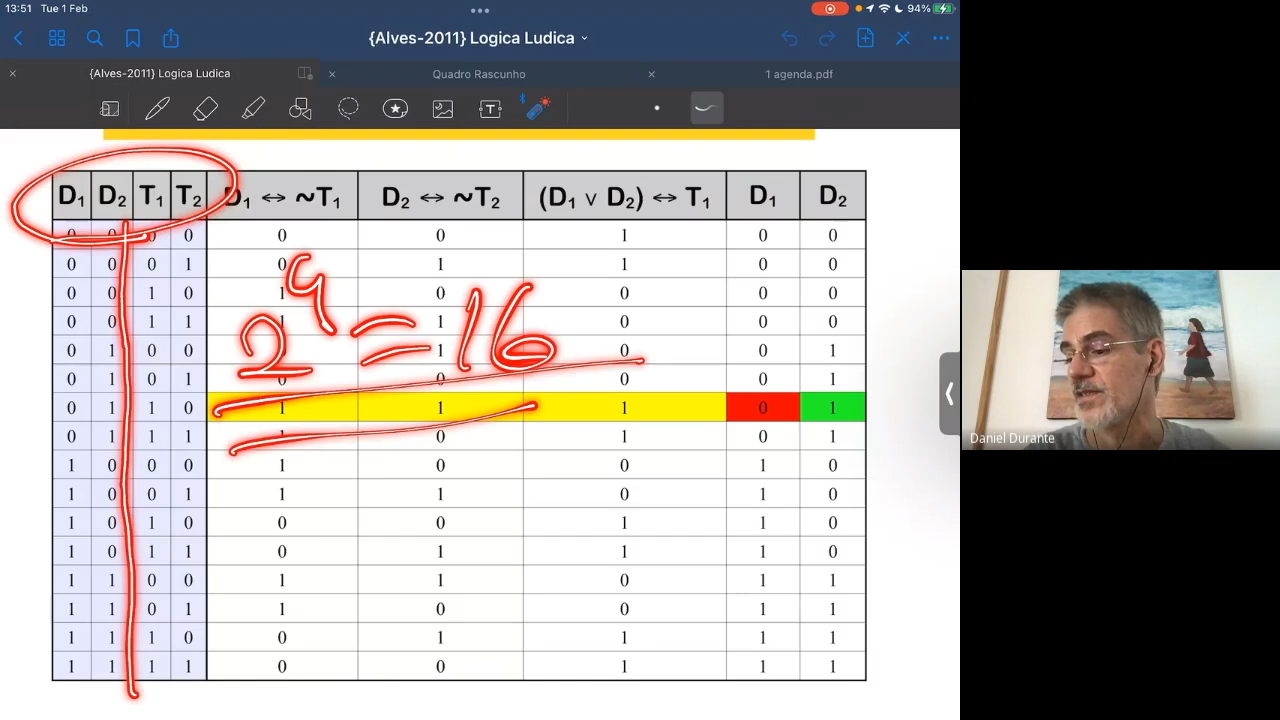 13:51 Tue 1 Feb
94%
{Alves-2011} Logica Ludica
{Alves-2011} Logica Ludica Quadro Rascunho 1 agenda.pdf
T
D₁ D₂ T₁ T₂ D₁ ↔ ~T₁ D₂ ↔ ~T₂ (D₁ ∨ D₂) ↔ T₁ D₁ D₂
0 0 0 0 0 0 1 0 0
0 0 0 1 0 1 1 0 0
0 0 1 0 1 0 0 0 0
0 0 1 1 1 1 0 0 0
0 1 0 0 1 0 0 1
0 1 0 1 0 0 0 0 1
0 1 1 0 1 1 1 0 1
0 1 1 1 1 0 1 0 1
1 0 0 0 1 0 0 1 0
1 0 0 1 1 1 0 1 0
1 0 1 0 0 0 1 1 0
1 0 1 1 0 1 1 1 0
1 1 0 0 1 1 0 1 1
1 1 0 1 1 0 0 1 1
1 1 1 0 0 1 1 1 1
1 1 1 1 0 0 1 1 1
2⁴ = 16
Daniel Durante